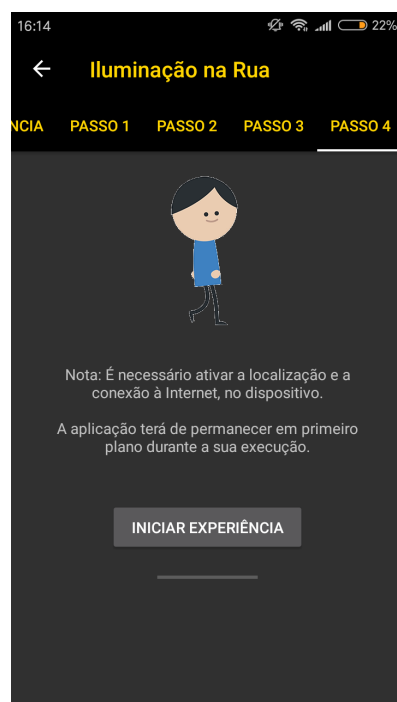 16:14
22%
Iluminação na Rua
NCIA PASSO 1 PASSO 2 PASSO 3 PASSO 4
Nota: É necessário ativar a localização e a
conexão à Internet, no dispositivo.
A aplicação terá de permanecer em primeiro
plano durante a sua execução.
INICIAR EXPERIÊNCIA